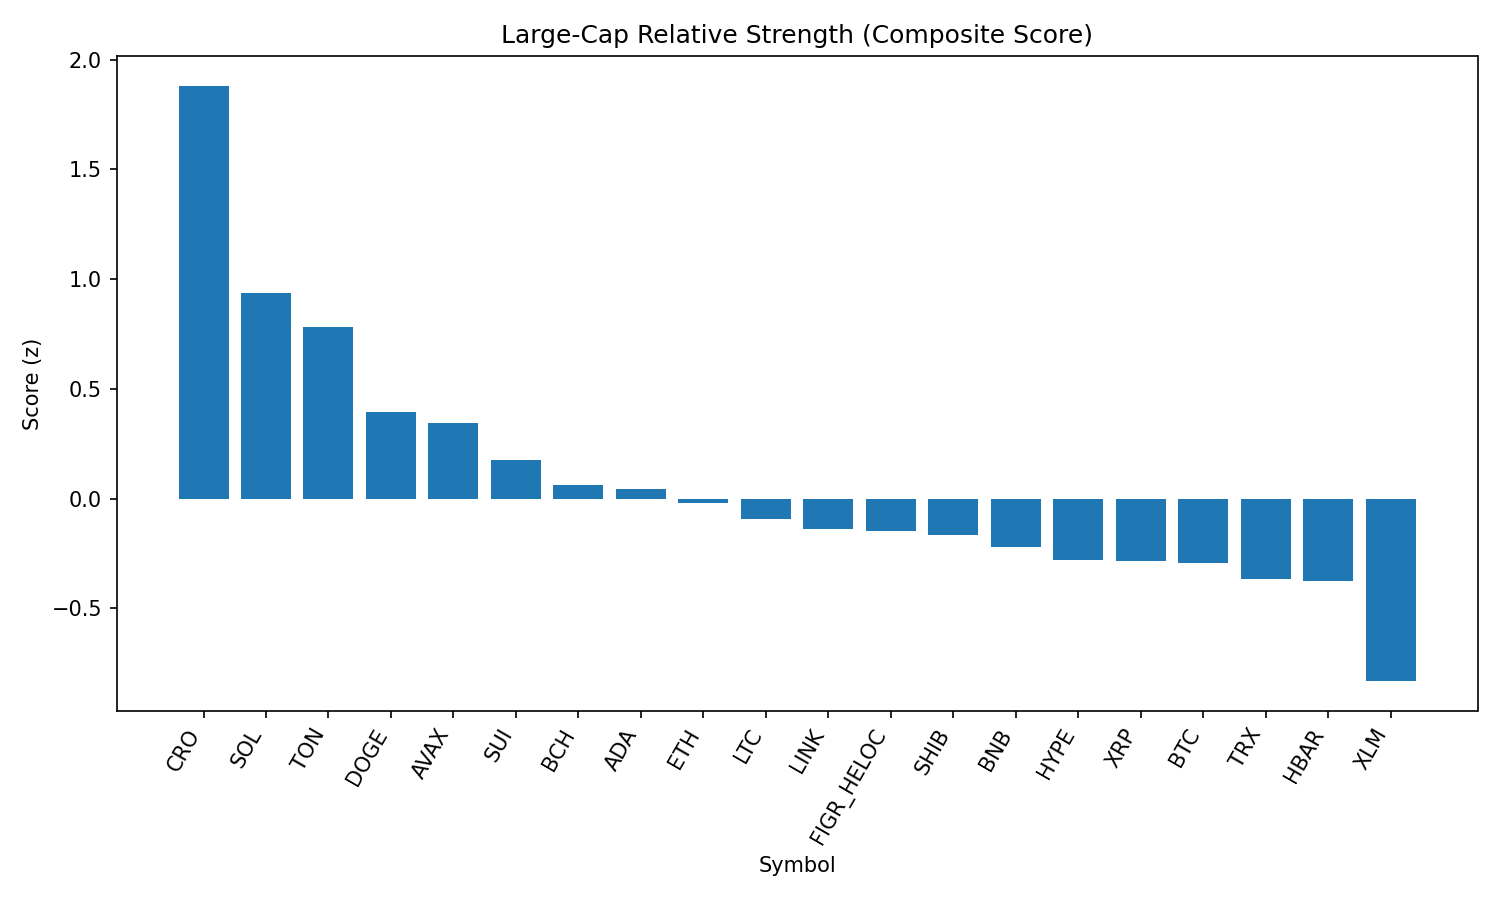 Large-Cap Relative Strength (Composite Score)
2.0
1.5
1.0
0.5
0.0
−0.5
Score (z)
CRO
SOL
TON
DOGE
AVAX
SUI
BCH
ADA
ETH
LTC
LINK
FIGR_HELOC
SHIB
BNB
HYPE
XRP
BTC
TRX
HBAR
XLM
Symbol